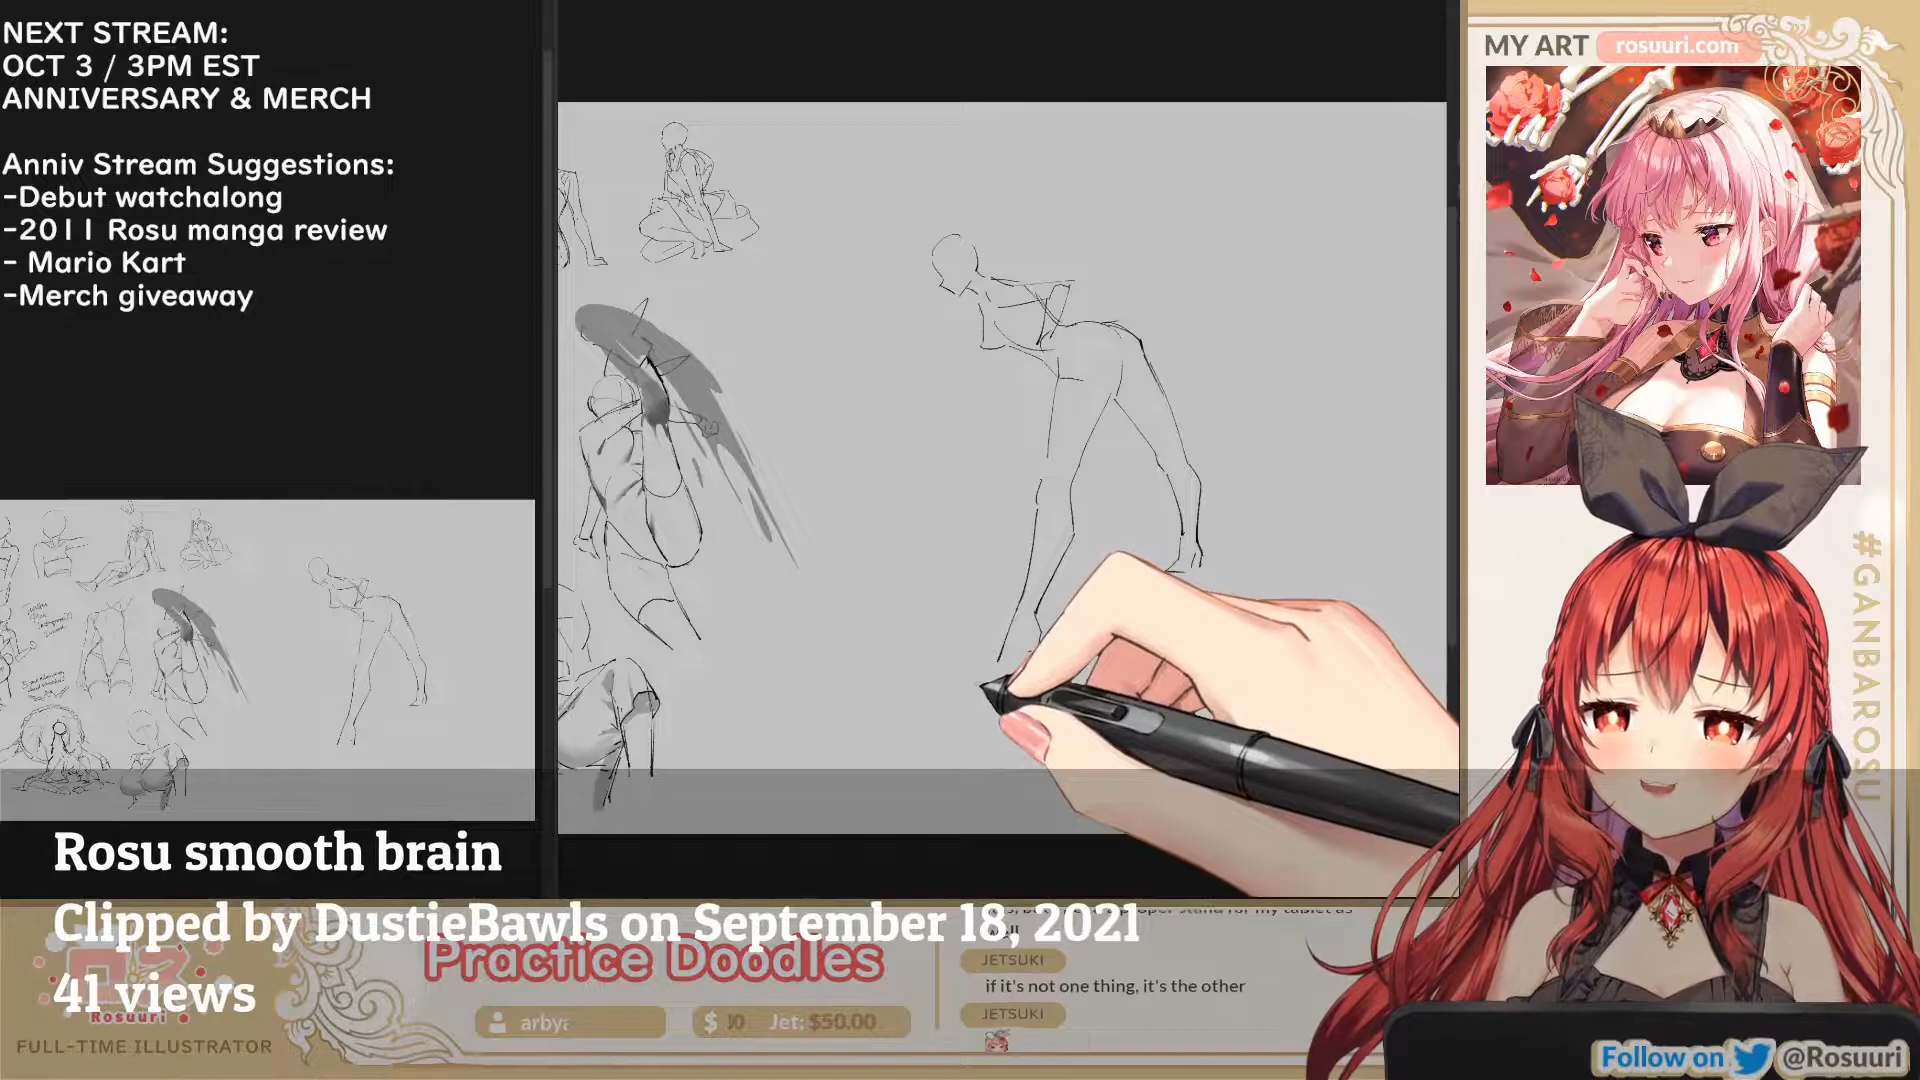 NEXT STREAM:
OCT 3 / 3PM EST
ANNIVERSARY & MERCH
Anniv Stream Suggestions:
-Debut watchalong
-2011 Rosu manga review
- Mario Kart
-Merch giveaway
MY ART
rosuuri.com
#GANBAROSU
Rosu smooth brain
Clipped by DustieBawls on September 18, 2021
41 views
Practice Doodles
Rosuuri
FULL-TIME ILLUSTRATOR
arby
Jet: $50.00
JETSUKI
if it's not one thing, it's the other
JETSUKI
Follow on @Rosuuri